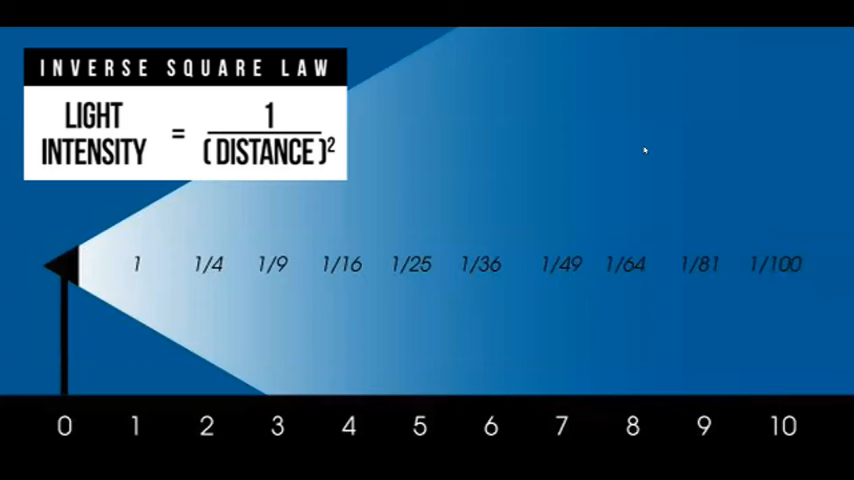 INVERSE SQUARE LAW
LIGHT INTENSITY = 1 / (DISTANCE)²
1 1/4 1/9 1/16 1/25 1/36 1/49 1/64 1/81 1/100
0 1 2 3 4 5 6 7 8 9 10